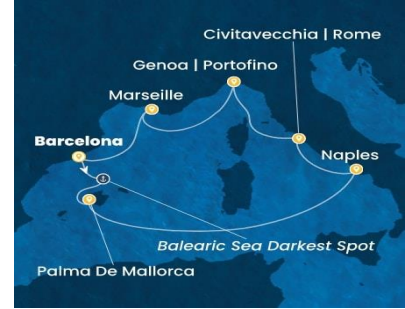 Civitavecchia | Rome
Genoa | Portofino
Marseille
Barcelona
Naples
Balearic Sea Darkest Spot
Palma De Mallorca